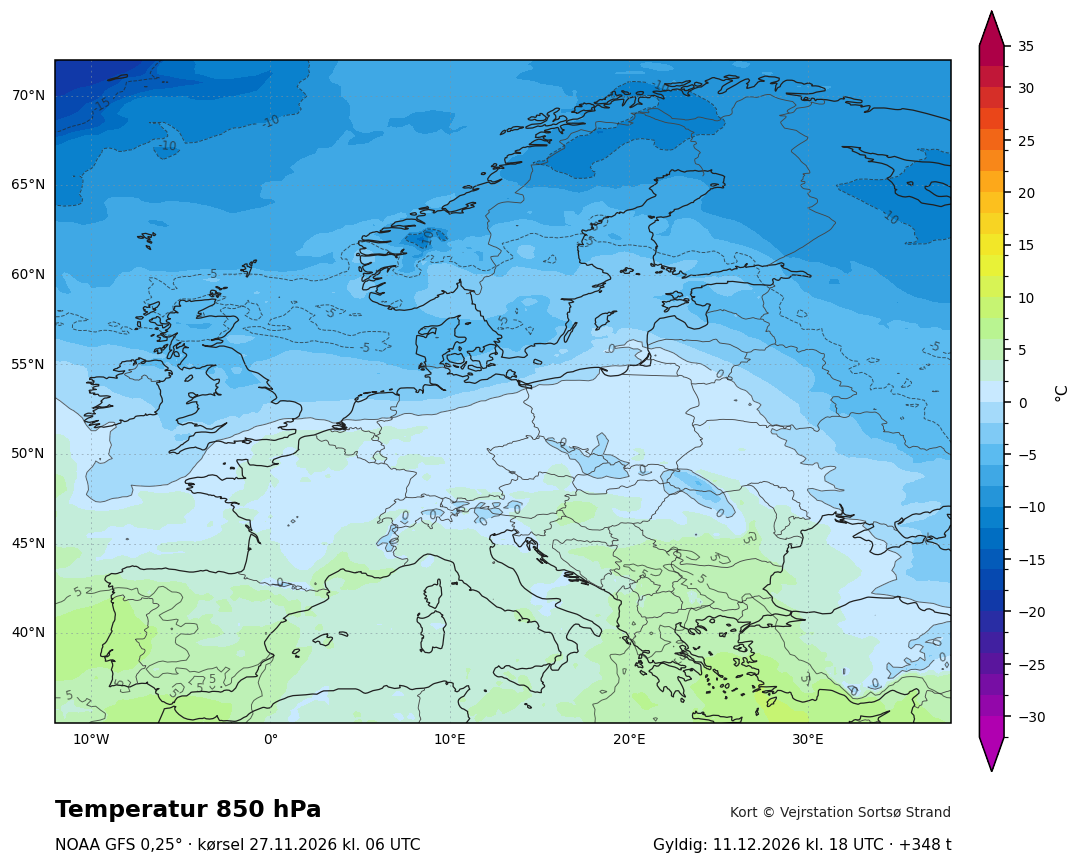 35
30
25
20
15
10
5
0
−5
−10
−15
−20
−25
−30
°C
70°N
65°N
60°N
55°N
50°N
45°N
40°N
10°W
0°
10°E
20°E
30°E
Temperatur 850 hPa
Kort © Vejrstation Sortsø Strand
NOAA GFS 0,25° · kørsel 27.11.2026 kl. 06 UTC
Gyldig: 11.12.2026 kl. 18 UTC · +348 t